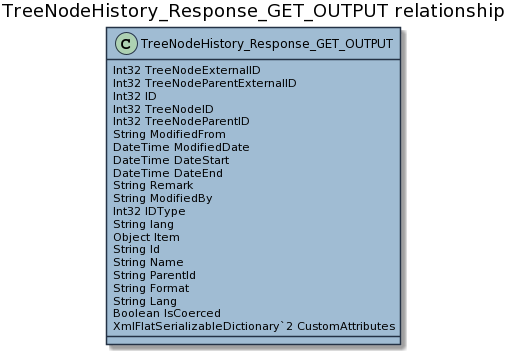 TreeNodeHistory_Response_GET_OUTPUT relationship
C TreeNodeHistory_Response_GET_OUTPUT
Int32 TreeNodeExternalID
Int32 TreeNodeParentExternalID
Int32 ID
Int32 TreeNodeID
Int32 TreeNodeParentID
String ModifiedFrom
DateTime ModifiedDate
DateTime DateStart
DateTime DateEnd
String Remark
String ModifiedBy
Int32 IDType
String lang
Object Item
String Id
String Name
String ParentId
String Format
String Lang
Boolean IsCoerced
XmlFlatSerializableDictionary`2 CustomAttributes